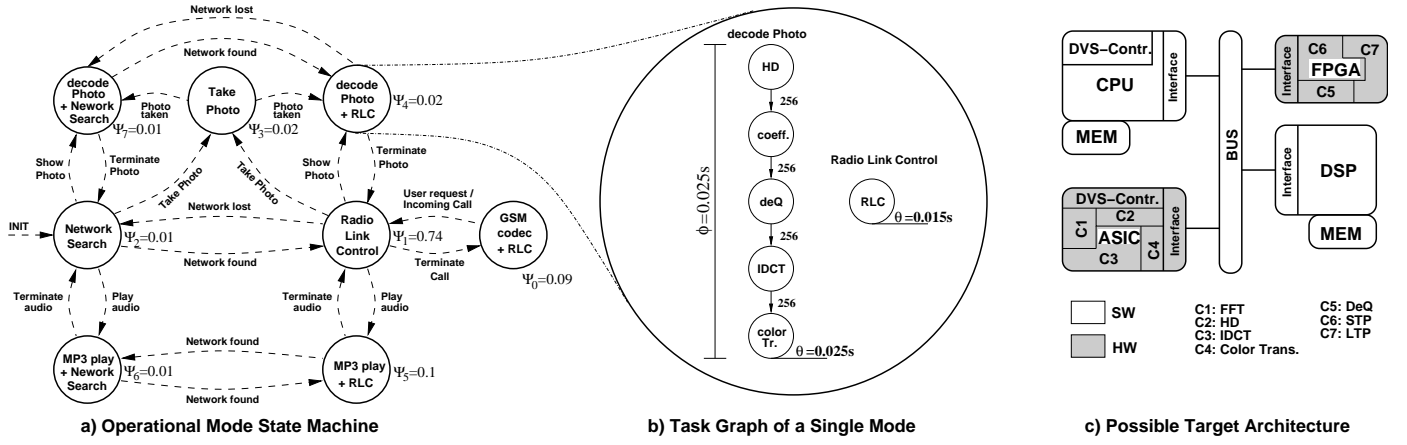 Network lost
Network found
decode
Photo
+ Nework
Search
Ψ7=0.01
Take
Photo
Ψ3=0.02
Photo
taken
Photo
taken
decode
Photo
+ RLC
Ψ4=0.02
Show
Photo
Terminate
Photo
Take Photo
Take Photo
Show
Photo
Terminate
Photo
User request /
Incoming Call
INIT
Network
Search
Ψ2=0.01
Network lost
Network found
Radio
Link
Control
Ψ1=0.74
Terminate
Call
GSM
codec
+ RLC
Ψ0=0.09
Terminate
audio
Play
audio
Terminate
audio
Play
audio
MP3 play
+ Nework
Search
Ψ6=0.01
Network found
Network found
MP3 play
+ RLC
Ψ5=0.1
a) Operational Mode State Machine
decode Photo
HD
256
coeff.
256
deQ
256
IDCT
256
color
Tr.
θ=0.025s
ϕ=0.025s
Radio Link Control
RLC
θ=0.015s
b) Task Graph of a Single Mode
DVS-Contr.
CPU
Interface
MEM
BUS
Interface
C6
C7
FPGA
C5
Interface
DSP
MEM
DVS-Contr.
C1
C2
ASIC
C3
C4
Interface
SW
HW
C1: FFT
C2: HD
C3: IDCT
C4: Color Trans.
C5: DeQ
C6: STP
C7: LTP
c) Possible Target Architecture